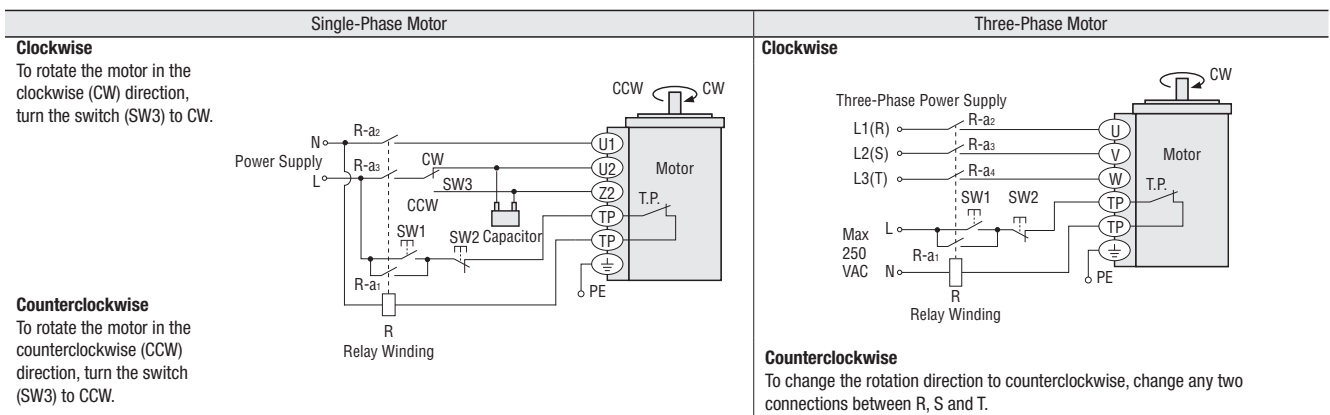 Single-Phase Motor
Clockwise
To rotate the motor in the
clockwise (CW) direction,
turn the switch (SW3) to CW.
CCW
CW
N
R-a2
U1
Power Supply
R-a3
CW
U2
Motor
L
SW3
Z2
CCW
T.P.
TP
SW1
SW2 Capacitor
TP
R-a1
PE
R
Relay Winding
Counterclockwise
To rotate the motor in the
counterclockwise (CCW)
direction, turn the switch
(SW3) to CCW.
Three-Phase Motor
Clockwise
CW
Three-Phase Power Supply
L1(R)
R-a2
U
L2(S)
R-a3
V
Motor
L3(T)
R-a4
W
SW1
SW2
T.P.
TP
Max
250
VAC
L
TP
R-a1
N
PE
R
Relay Winding
Counterclockwise
To change the rotation direction to counterclockwise, change any two
connections between R, S and T.